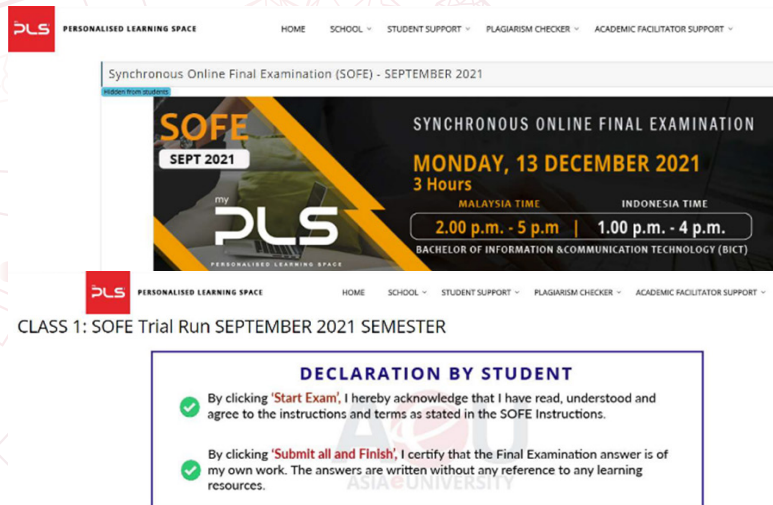 PLS PERSONALISED LEARNING SPACE HOME SCHOOL STUDENT SUPPORT PLAGIARISM CHECKER ACADEMIC FACILITATOR SUPPORT
Synchronous Online Final Examination (SOFE) - SEPTEMBER 2021
Hidden from students
SOFE
SEPT 2021
my
PLS
PERSONALISED LEARNING SPACE
SYNCHRONOUS ONLINE FINAL EXAMINATION
MONDAY, 13 DECEMBER 2021
3 Hours
MALAYSIA TIME INDONESIA TIME
2.00 p.m. - 5 p.m | 1.00 p.m. - 4 p.m.
BACHELOR OF INFORMATION &COMMUNICATION TECHNOLOGY (BICT)
PLS PERSONALISED LEARNING SPACE HOME SCHOOL STUDENT SUPPORT PLAGIARISM CHECKER ACADEMIC FACILITATOR SUPPORT
CLASS 1: SOFE Trial Run SEPTEMBER 2021 SEMESTER
DECLARATION BY STUDENT
By clicking 'Start Exam', I hereby acknowledge that I have read, understood and
agree to the instructions and terms as stated in the SOFE Instructions.
By clicking 'Submit all and Finish', I certify that the Final Examination answer is of
my own work. The answers are written without any reference to any learning
resources.
AeU
ASIA e UNIVERSITY